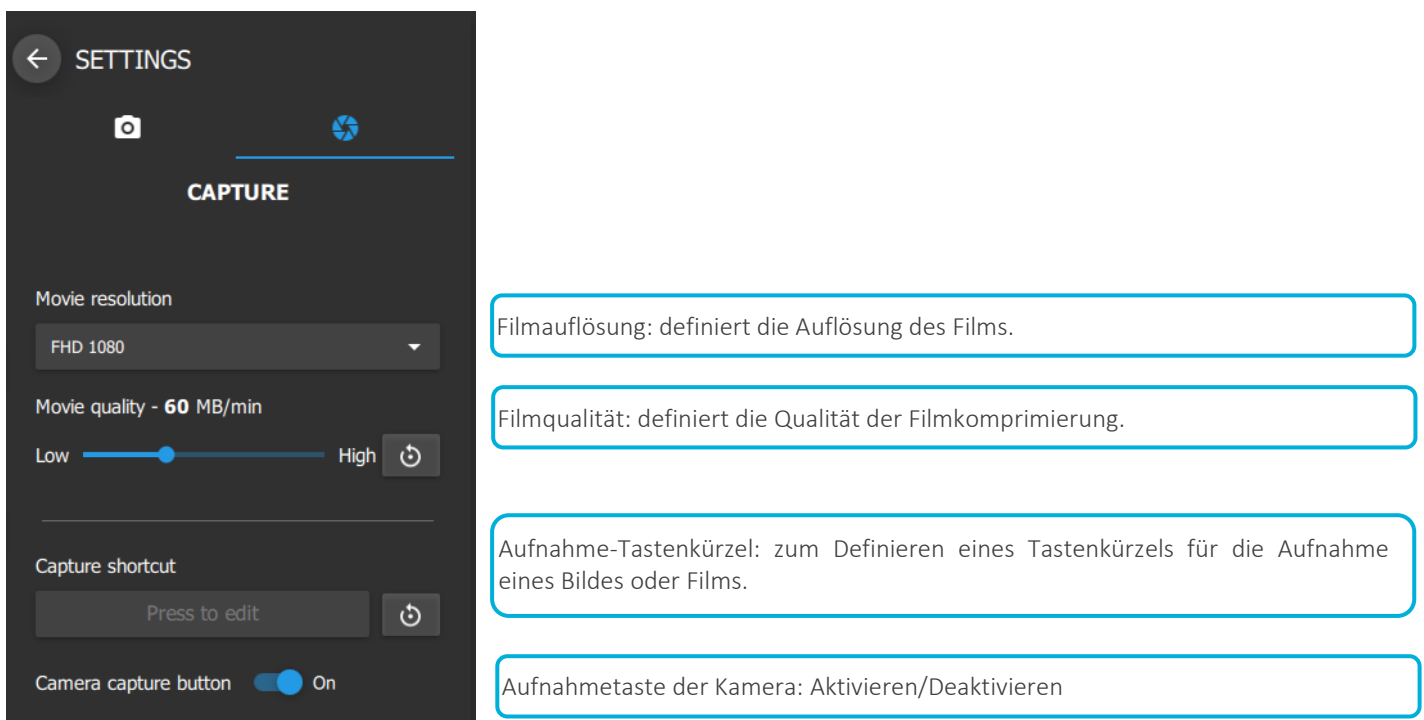 SETTINGS
CAPTURE
Movie resolution
FHD 1080
Filmauflösung: definiert die Auflösung des Films.
Movie quality - 60 MB/min
Low High
Filmqualität: definiert die Qualität der Filmkomprimierung.
Capture shortcut
Press to edit
Aufnahme-Tastenkürzel: zum Definieren eines Tastenkürzels für die Aufnahme
eines Bildes oder Films.
Camera capture button On
Aufnahmetaste der Kamera: Aktivieren/Deaktivieren